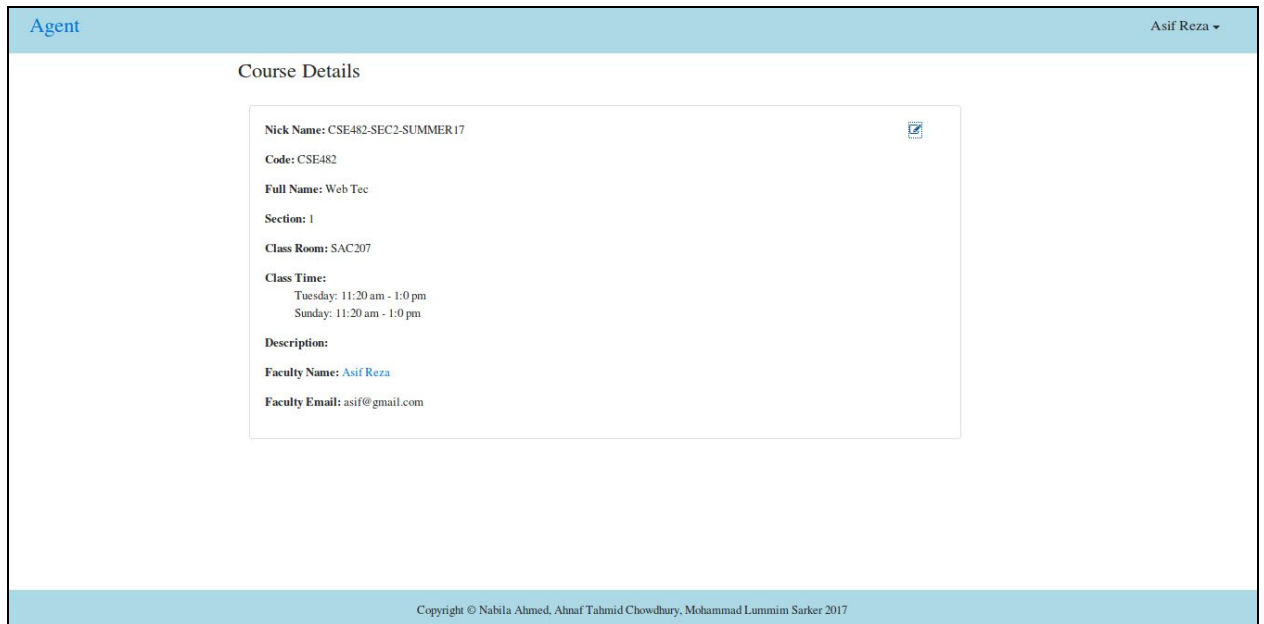 Agent
Asif Reza
Course Details
Nick Name: CSE482-SEC2-SUMMER17
Code: CSE482
Full Name: Web Tec
Section: 1
Class Room: SAC207
Class Time:
Tuesday: 11:20 am - 1:0 pm
Sunday: 11:20 am - 1:0 pm
Description:
Faculty Name: Asif Reza
Faculty Email: asif@gmail.com
Copyright © Nabila Ahmed, Ahnaf Tahmid Chowdhury, Mohammad Lummim Sarker 2017